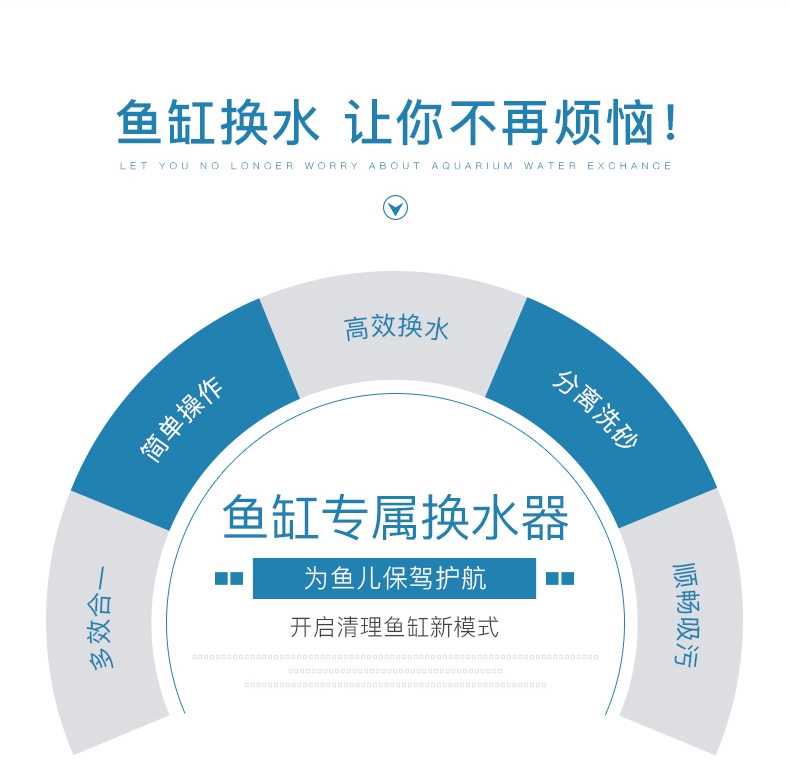 鱼缸换水 让你不再烦恼!
LET YOU NO LONGER WORRY ABOUT AQUARIUM WATER EXCHANGE
多效合一
简单操作
高效换水
分离洗砂
顺畅吸污
鱼缸专属换水器
为鱼儿保驾护航
开启清理鱼缸新模式